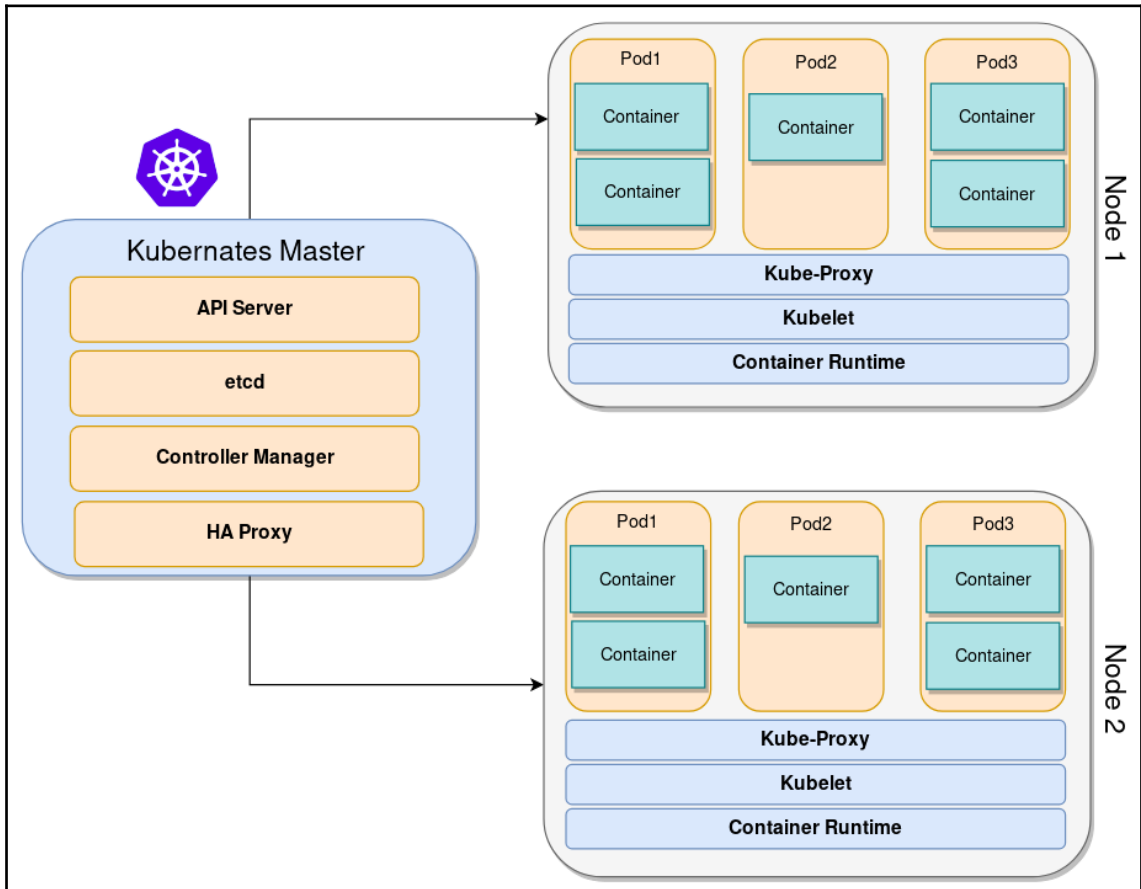 Kubernates Master
API Server
etcd
Controller Manager
HA Proxy
Pod1
Pod2
Pod3
Container
Container
Container
Container
Container
Kube-Proxy
Kubelet
Container Runtime
Node 1
Pod1
Pod2
Pod3
Container
Container
Container
Container
Container
Kube-Proxy
Kubelet
Container Runtime
Node 2